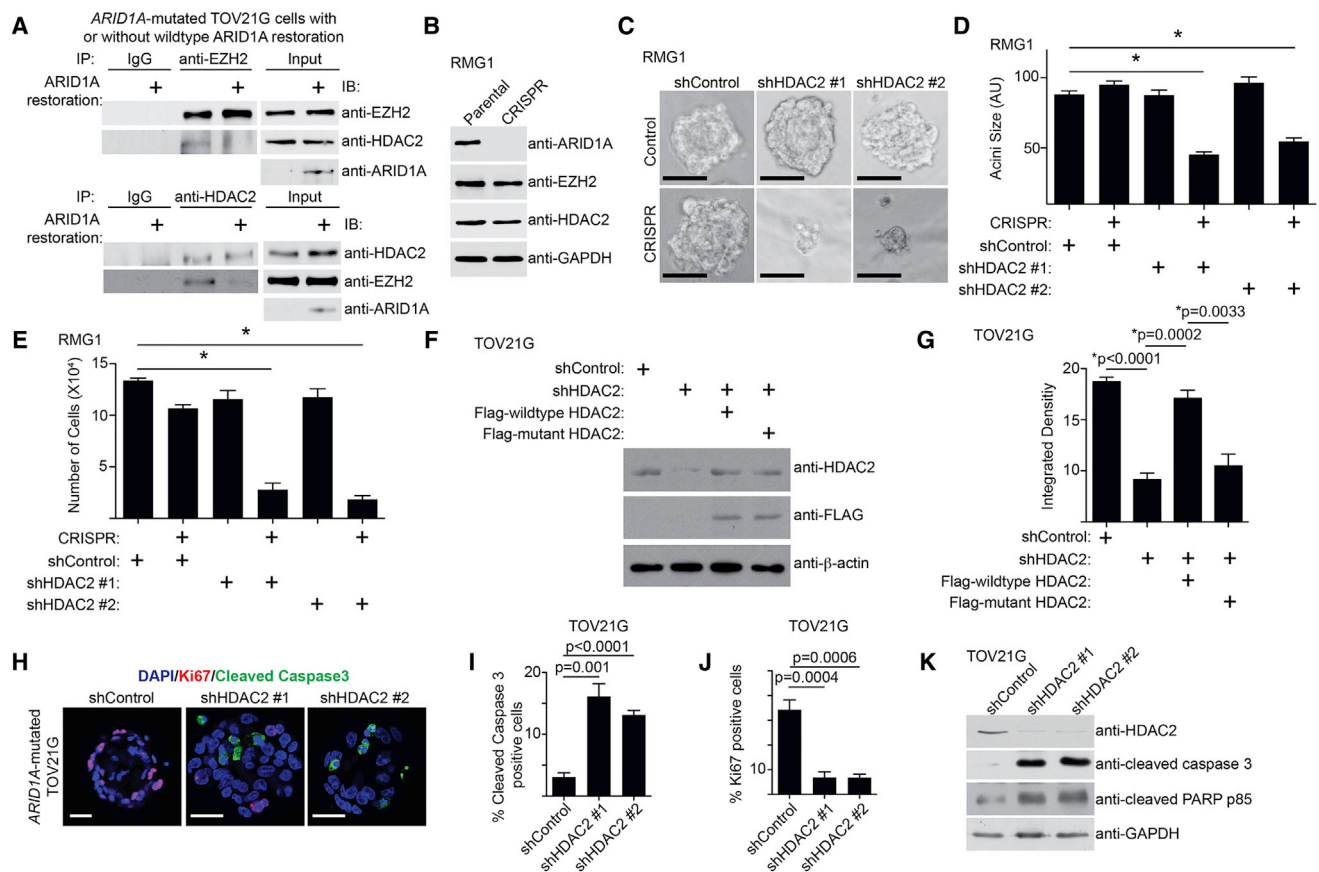 A
ARID1A-mutated TOV21G cells with
or without wildtype ARID1A restoration
IP: IgG anti-EZH2 Input
ARID1A
restoration: + + + IB:
anti-EZH2
anti-HDAC2
anti-ARID1A
IP: IgG anti-HDAC2 Input
ARID1A
restoration: + + + IB:
anti-HDAC2
anti-EZH2
anti-ARID1A
B
RMG1
Parental CRISPR
anti-ARID1A
anti-EZH2
anti-HDAC2
anti-GAPDH
C
RMG1
shControl shHDAC2 #1 shHDAC2 #2
Control
CRISPR
D
RMG1
* 
*
Acini Size (AU)
100
50
CRISPR: + + +
shControl: + +
shHDAC2 #1: + +
shHDAC2 #2: + +
E
RMG1
*
*
Number of Cells (X10⁴)
15
10
5
CRISPR: + + +
shControl: + +
shHDAC2 #1: + +
shHDAC2 #2: + +
F
TOV21G
shControl: +
shHDAC2: + + +
Flag-wildtype HDAC2: +
Flag-mutant HDAC2: +
anti-HDAC2
anti-FLAG
anti-β-actin
G
TOV21G
*p=0.0033
*p=0.0002
*p<0.0001
Integrated Densitiy
20
10
shControl: +
shHDAC2: + + +
Flag-wildtype HDAC2: +
Flag-mutant HDAC2: +
H
DAPI/Ki67/Cleaved Caspase3
shControl shHDAC2 #1 shHDAC2 #2
ARID1A-mutated
TOV21G
I
TOV21G
p<0.0001
p=0.001
% Cleaved Caspase 3
positive cells
20
10
0
shControl
shHDAC2 #1
shHDAC2 #2
J
TOV21G
p=0.0006
p=0.0004
% Ki67 positive cells
10
shControl
shHDAC2 #1
shHDAC2 #2
K
TOV21G
shControl
shHDAC2 #1
shHDAC2 #2
anti-HDAC2
anti-cleaved caspase 3
anti-cleaved PARP p85
anti-GAPDH